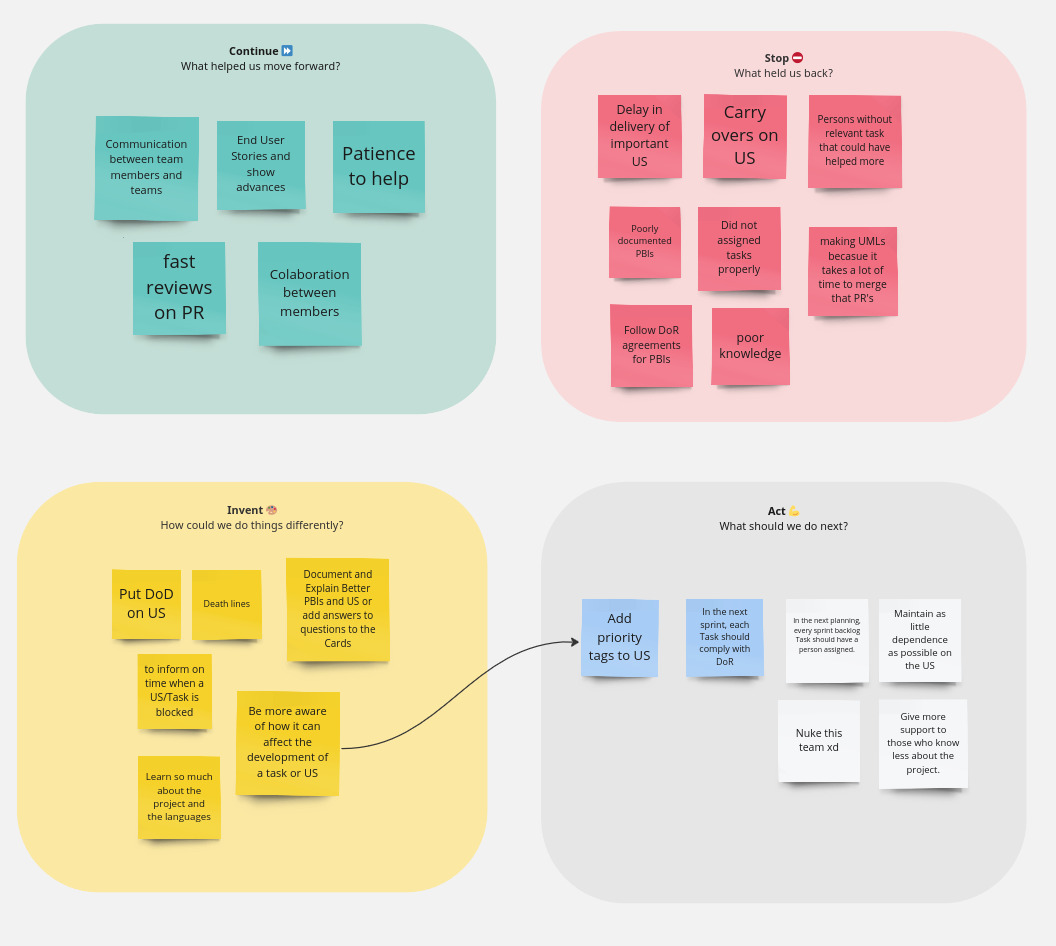 Continue ⏩
What helped us move forward?
Communication
between team
members and
teams
End User
Stories and
show
advances
Patience
to help
fast
reviews
on PR
Colaboration
between
members
Stop ⛔
What held us back?
Delay in
delivery of
important
US
Carry
overs on
US
Persons without
relevant task
that could have
helped more
Poorly
documented
PBIs
Did not
assigned
tasks
properly
making UMLs
becasue it
takes a lot of
time to merge
that PR's
Follow DoR
agreements
for PBIs
poor
knowledge
Invent
How could we do things differently?
Put DoD
on US
Death lines
Document and
Explain Better
PBIs and US or
add answers to
questions to the
Cards
to inform on
time when a
US/Task is
blocked
Be more aware
of how it can
affect the
development of
a task or US
Learn so much
about the
project and
the languages
Act 💪
What should we do next?
Add
priority
tags to US
In the next
sprint, each
Task should
comply with
DoR
In the next planning,
every sprint backlog
Task should have a
person assigned.
Maintain as
little
dependence
as possible on
the US
Nuke this
team xd
Give more
support to
those who know
less about the
project.